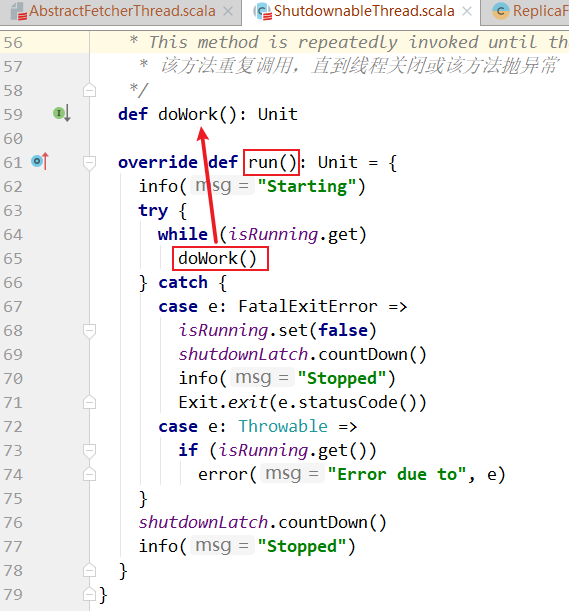 AbstractFetcherThread.scala × ShutdownableThread.scala × ReplicaF
56 * This method is repeatedly invoked until th
57 * 该方法重复调用，直到线程关闭或该方法抛异常
58 */
59 def doWork(): Unit
60
61 override def run(): Unit = {
62 info( msg = "Starting")
63 try {
64 while (isRunning.get)
65 doWork()
66 } catch {
67 case e: FatalExitError =>
68 isRunning.set(false)
69 shutdownLatch.countDown()
70 info( msg = "Stopped")
71 Exit.exit(e.statusCode())
72 case e: Throwable =>
73 if (isRunning.get())
74 error( msg = "Error due to", e)
75 }
76 shutdownLatch.countDown()
77 info( msg = "Stopped")
78 }
79 }